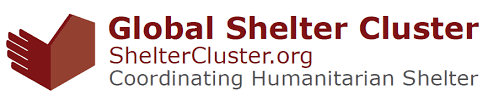 Global Shelter Cluster
ShelterCluster.org
Coordinating Humanitarian Shelter